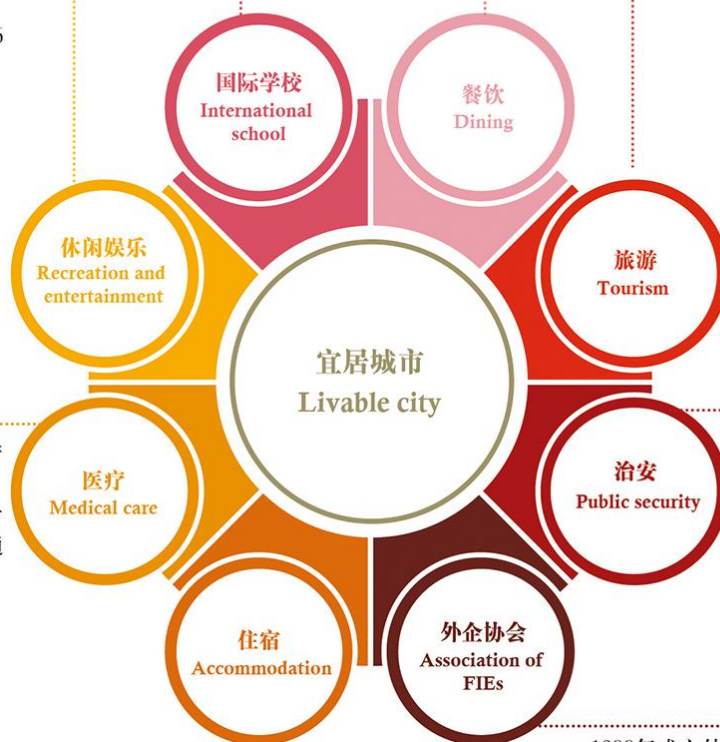 国际学校
International
school
餐饮
Dining
休闲娱乐
Recreation and
entertainment
旅游
Tourism
宜居城市
Livable city
医疗
Medical care
治安
Public security
住宿
Accommodation
外企协会
Association of
FIEs